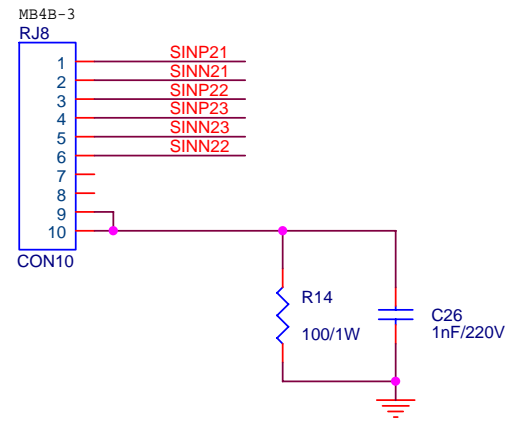 MB4B-3
RJ8
1 SINP21
2 SINN21
3 SINP22
4 SINP23
5 SINN23
6 SINN22
7
8
9
10
CON10
R14
100/1W
C26
1nF/220V